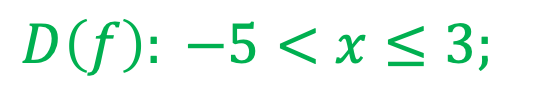 D(f): −5 < x ≤ 3;